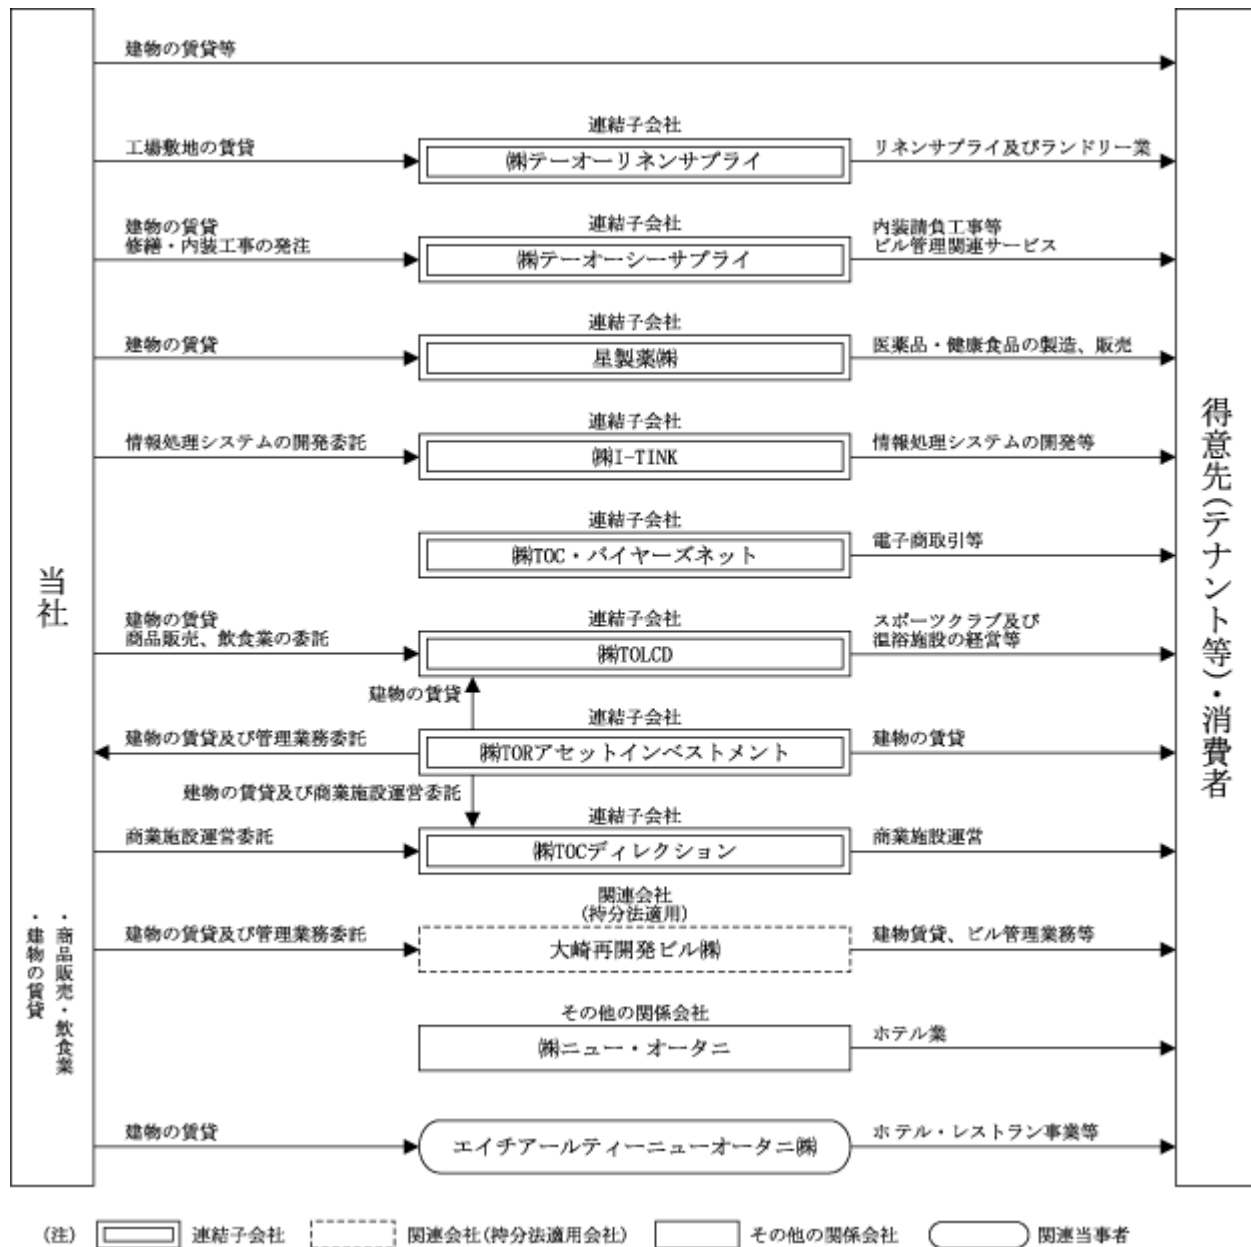 建物の賃貸等
連結子会社
工場敷地の賃貸
㈱テーオーリネンサプライ
リネンサプライ及びランドリー業
連結子会社
建物の賃貸
修繕・内装工事の発注
㈱テーオーシーサプライ
内装請負工事等
ビル管理関連サービス
連結子会社
建物の賃貸
星製薬㈱
医薬品・健康食品の製造、販売
連結子会社
情報処理システムの開発委託
㈱I-TINK
情報処理システムの開発等
連結子会社
㈱TOC・バイヤーズネット
電子商取引等
連結子会社
建物の賃貸
商品販売、飲食業の委託
㈱TOLCD
スポーツクラブ及び
温浴施設の経営等
建物の賃貸
連結子会社
建物の賃貸及び管理業務委託
㈱TORアセットインベストメント
建物の賃貸
建物の賃貸及び商業施設運営委託
連結子会社
商業施設運営委託
㈱TOCディレクション
商業施設運営
関連会社
(持分法適用)
建物の賃貸及び管理業務委託
大崎再開発ビル㈱
建物賃貸、ビル管理業務等
その他の関係会社
㈱ニュー・オータニ
ホテル業
建物の賃貸
エイチアールティーニューオータニ㈱
ホテル・レストラン事業等
当社
・商品販売・飲食業
・建物の賃貸
得意先(テナント等)・消費者
(注) 連結子会社 関連会社(持分法適用会社) その他の関係会社 関連当事者